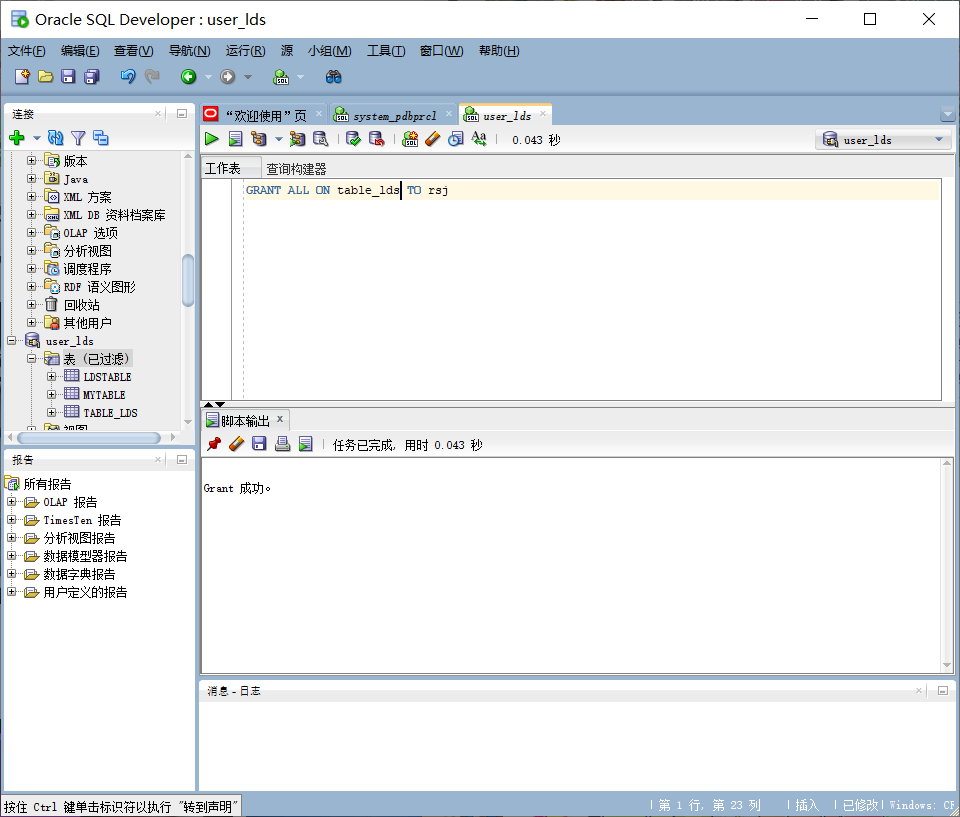 Oracle SQL Developer : user_lds
文件(F) 编辑(E) 查看(V) 导航(N) 运行(R) 源 小组(M) 工具(T) 窗口(W) 帮助(H)
连接
版本
Java
XML 方案
XML DB 资料档案库
OLAP 选项
分析视图
调度程序
RDF 语义图形
回收站
其他用户
user_lds
表 (已过滤)
LDSTABLE
MYTABLE
TABLE_LDS
视图
报告
所有报告
OLAP 报告
TimesTen 报告
分析视图报告
数据模型器报告
数据字典报告
用户定义的报告
“欢迎使用”页 system_pdbprcl user_lds
0.043 秒 user_lds
工作表 查询构建器
GRANT ALL ON table_lds TO rsj
脚本输出
任务已完成, 用时 0.043 秒
Grant 成功。
消息 - 日志
按住 Ctrl 键单击标识符以执行 "转到声明" 第 1 行, 第 23 列 插入 已修改 Windows: CF